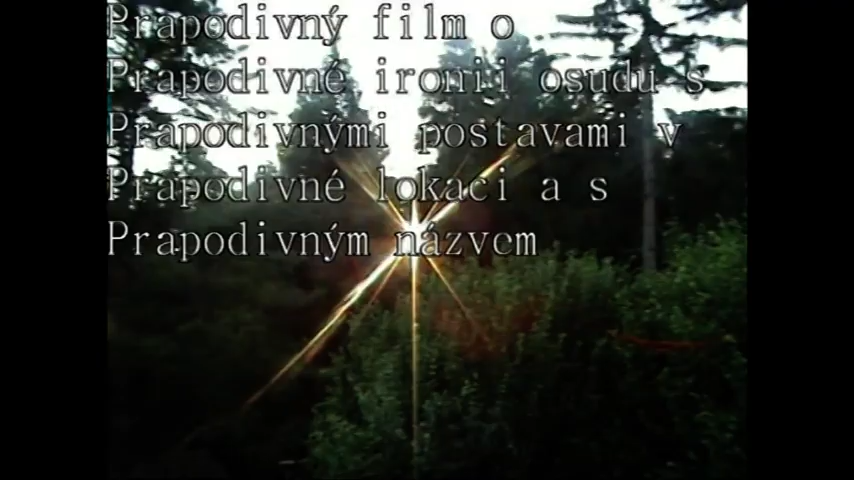 Prapodivný film o
Prapodivné ironii osudu s
Prapodivnými postavami v
Prapodivné lokaci a s
Prapodivným názvem